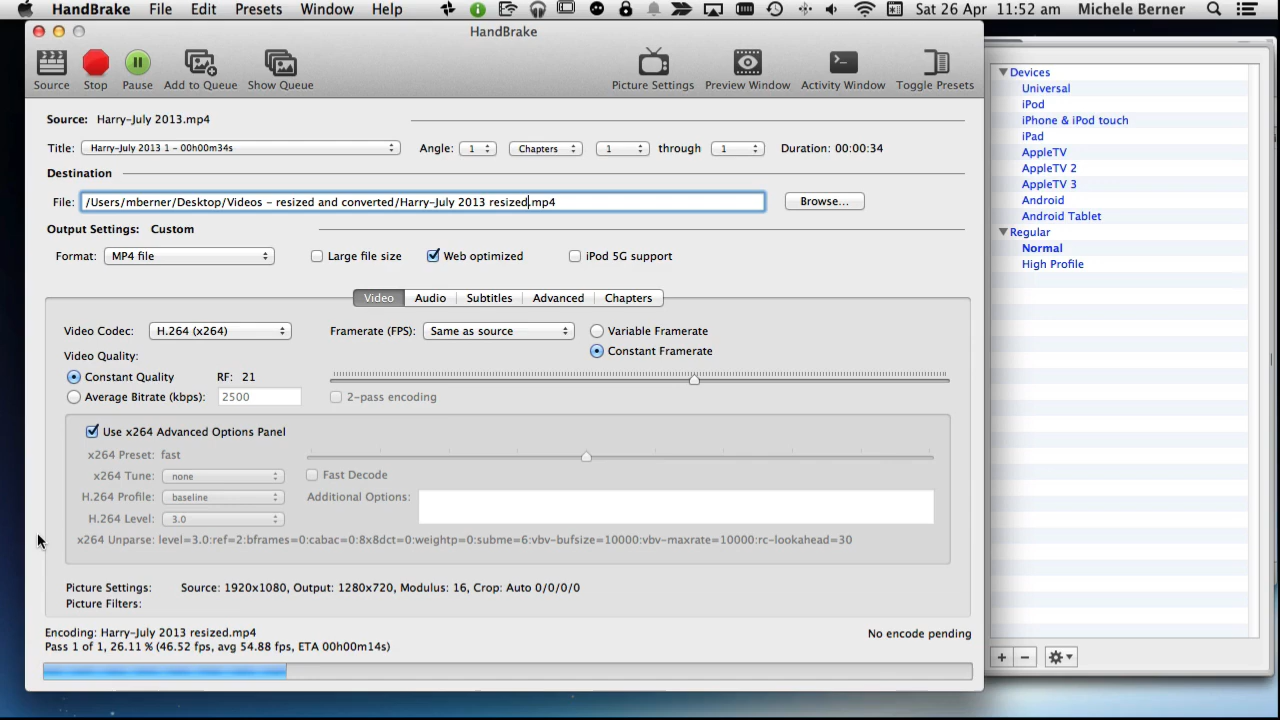 HandBrake File Edit Presets Window Help Sat 26 Apr 11:52 am Michele Berner
HandBrake
Source Stop Pause Add to Queue Show Queue Picture Settings Preview Window Activity Window Toggle Presets
Source: Harry-July 2013.mp4
Title: Harry-July 2013 1 - 00h00m34s Angle: 1 Chapters 1 through 1 Duration: 00:00:34
Destination
File: /Users/mberner/Desktop/Videos - resized and converted/Harry-July 2013 resized.mp4 Browse...
Output Settings: Custom
Format: MP4 file Large file size Web optimized iPod 5G support
Video Audio Subtitles Advanced Chapters
Video Codec: H.264 (x264) Framerate (FPS): Same as source Variable Framerate
Constant Framerate
Video Quality:
Constant Quality RF: 21
Average Bitrate (kbps): 2500 2-pass encoding
Use x264 Advanced Options Panel
x264 Preset: fast
x264 Tune: none Fast Decode
H.264 Profile: baseline Additional Options:
H.264 Level: 3.0
x264 Unparse: level=3.0:ref=2:bframes=0:cabac=0:8x8dct=0:weightp=0:subme=6:vbv-bufsize=10000:vbv-maxrate=10000:rc-lookahead=30
Picture Settings: Source: 1920x1080, Output: 1280x720, Modulus: 16, Crop: Auto 0/0/0/0
Picture Filters:
Encoding: Harry-July 2013 resized.mp4
Pass 1 of 1, 26.11 % (46.52 fps, avg 54.88 fps, ETA 00h00m14s)
No encode pending
Devices
Universal
iPod
iPhone & iPod touch
iPad
AppleTV
AppleTV 2
AppleTV 3
Android
Android Tablet
Regular
Normal
High Profile